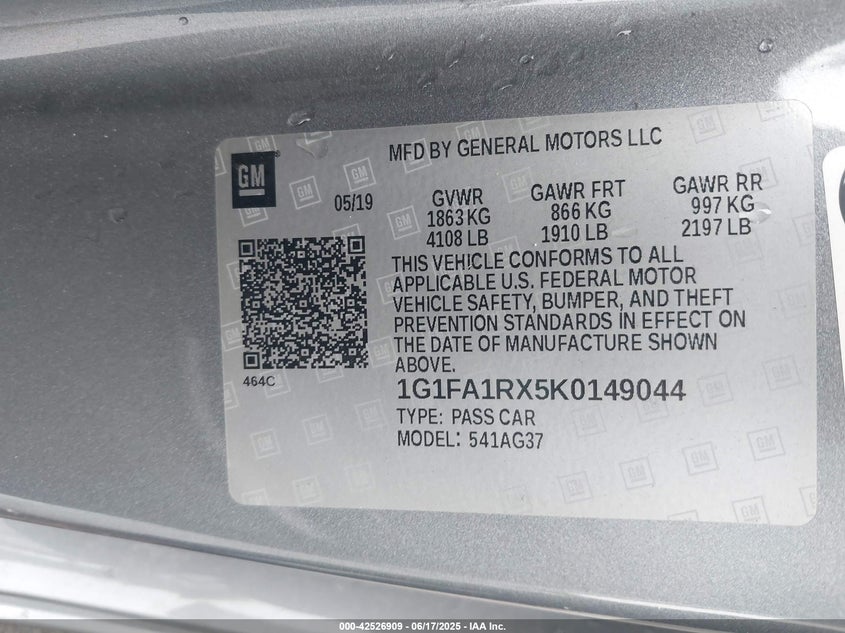 MFD BY GENERAL MOTORS LLC
GM
05/19
GVWR GAWR FRT GAWR RR
1863 KG 866 KG 997 KG
4108 LB 1910 LB 2197 LB
THIS VEHICLE CONFORMS TO ALL
APPLICABLE U.S. FEDERAL MOTOR
VEHICLE SAFETY, BUMPER, AND THEFT
PREVENTION STANDARDS IN EFFECT ON
THE DATE OF MANUFACTURE SHOWN
ABOVE.
464C
1G1FA1RX5K0149044
TYPE: PASS CAR
MODEL: 541AG37
000-42526909 - 06/17/2025 - IAA Inc.